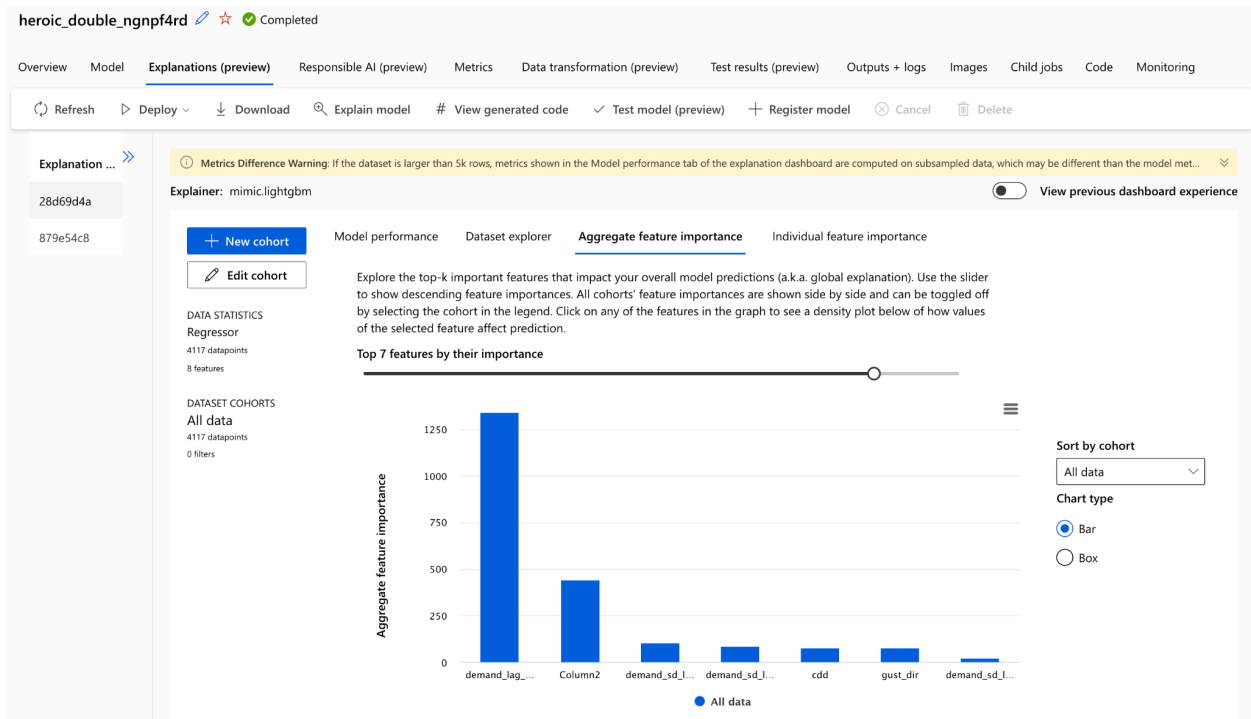 heroic_double_ngnpf4rd Completed
Overview Model Explanations (preview) Responsible AI (preview) Metrics Data transformation (preview) Test results (preview) Outputs + logs Images Child jobs Code Monitoring
Refresh Deploy Download Explain model # View generated code Test model (preview) Register model Cancel Delete
Explanation ...
28d69d4a
879e54c8
Metrics Difference Warning: If the dataset is larger than 5k rows, metrics shown in the Model performance tab of the explanation dashboard are computed on subsampled data, which may be different than the model met...
Explainer: mimic.lightgbm
View previous dashboard experience
New cohort
Edit cohort
DATA STATISTICS
Regressor
4117 datapoints
8 features
DATASET COHORTS
All data
4117 datapoints
0 filters
Model performance Dataset explorer Aggregate feature importance Individual feature importance
Explore the top-k important features that impact your overall model predictions (a.k.a. global explanation). Use the slider
to show descending feature importances. All cohorts' feature importances are shown side by side and can be toggled off
by selecting the cohort in the legend. Click on any of the features in the graph to see a density plot below of how values
of the selected feature affect prediction.
Top 7 features by their importance
Aggregate feature importance
1250
1000
750
500
250
0
demand_lag_... Column2 demand_sd_l... demand_sd_l... cdd gust_dir demand_sd_l...
All data
Sort by cohort
All data
Chart type
Bar
Box